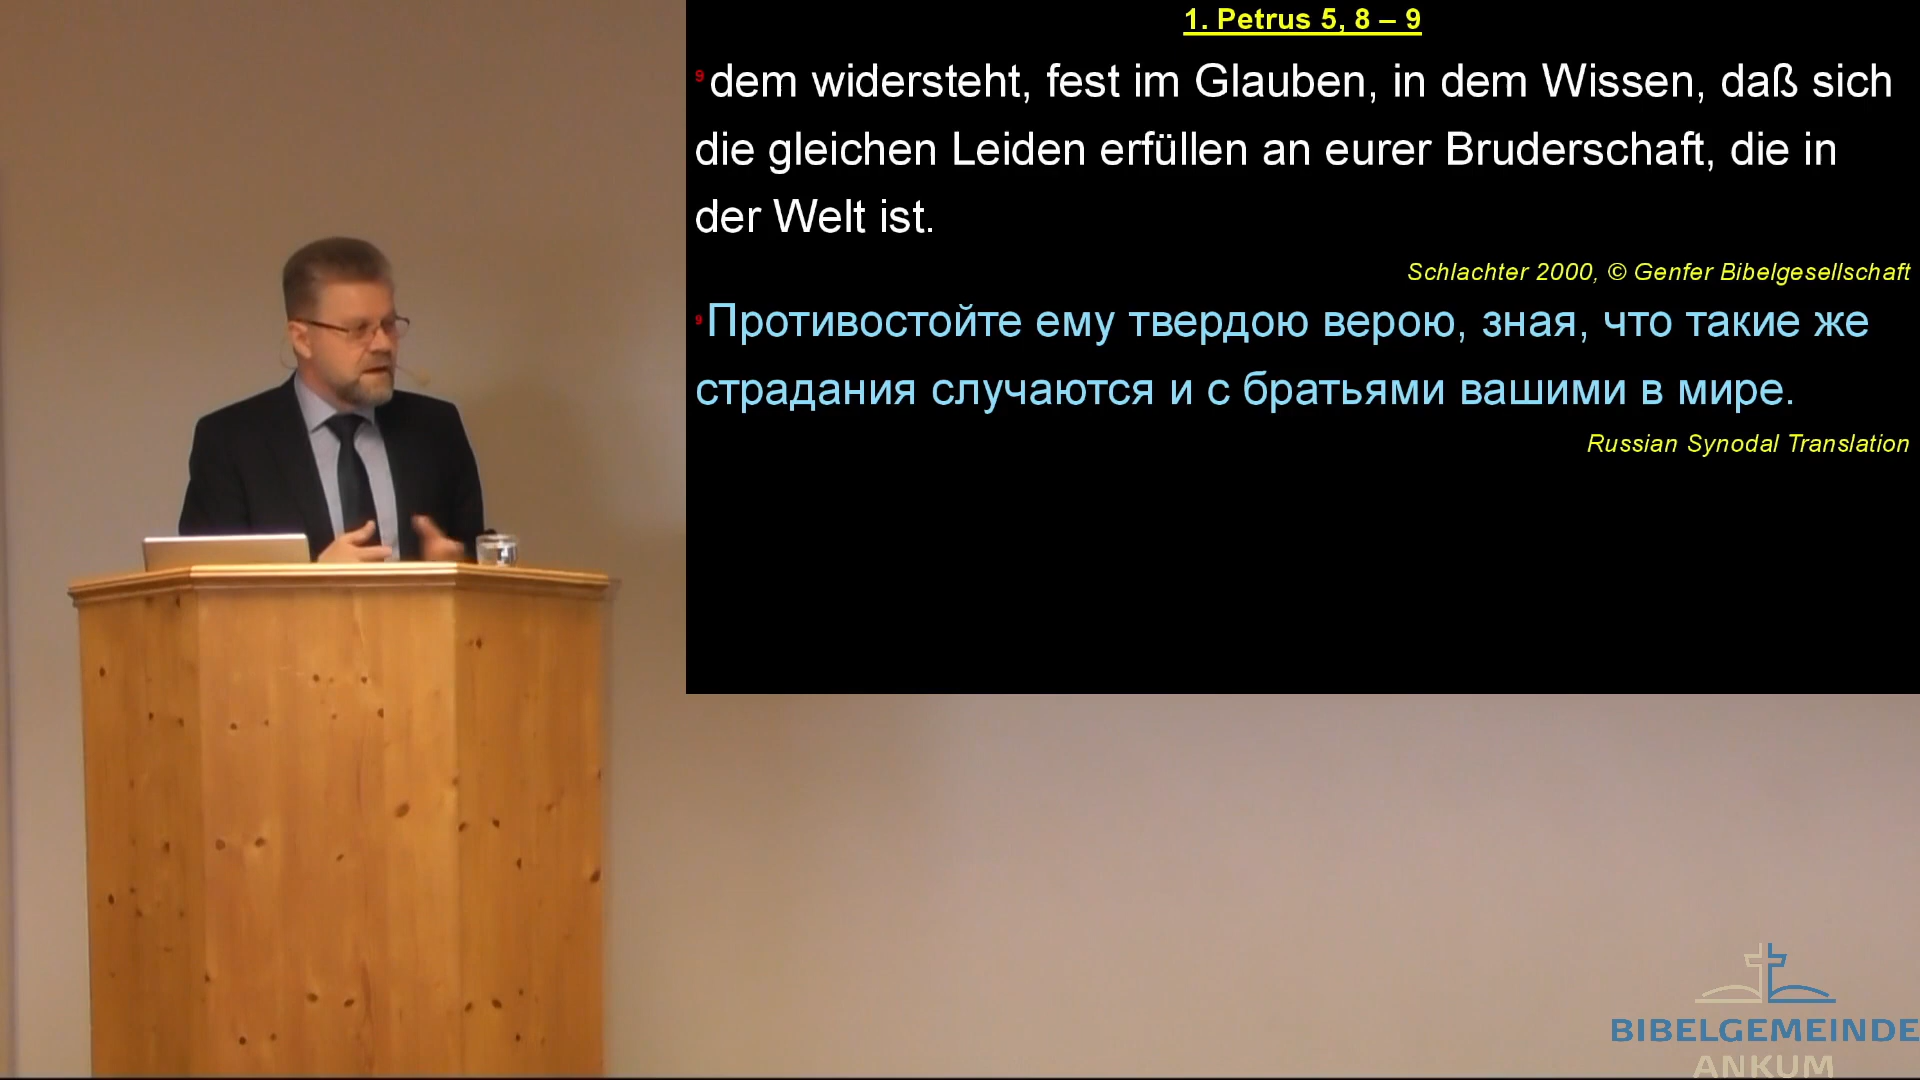 1. Petrus 5, 8 – 9
9 dem widersteht, fest im Glauben, in dem Wissen, daß sich
die gleichen Leiden erfüllen an eurer Bruderschaft, die in
der Welt ist.
Schlachter 2000, © Genfer Bibelgesellschaft
9 Противостойте ему твердою верою, зная, что такие же
страдания случаются и с братьями вашими в мире.
Russian Synodal Translation
BIBELGEMEINDE
ANKUM